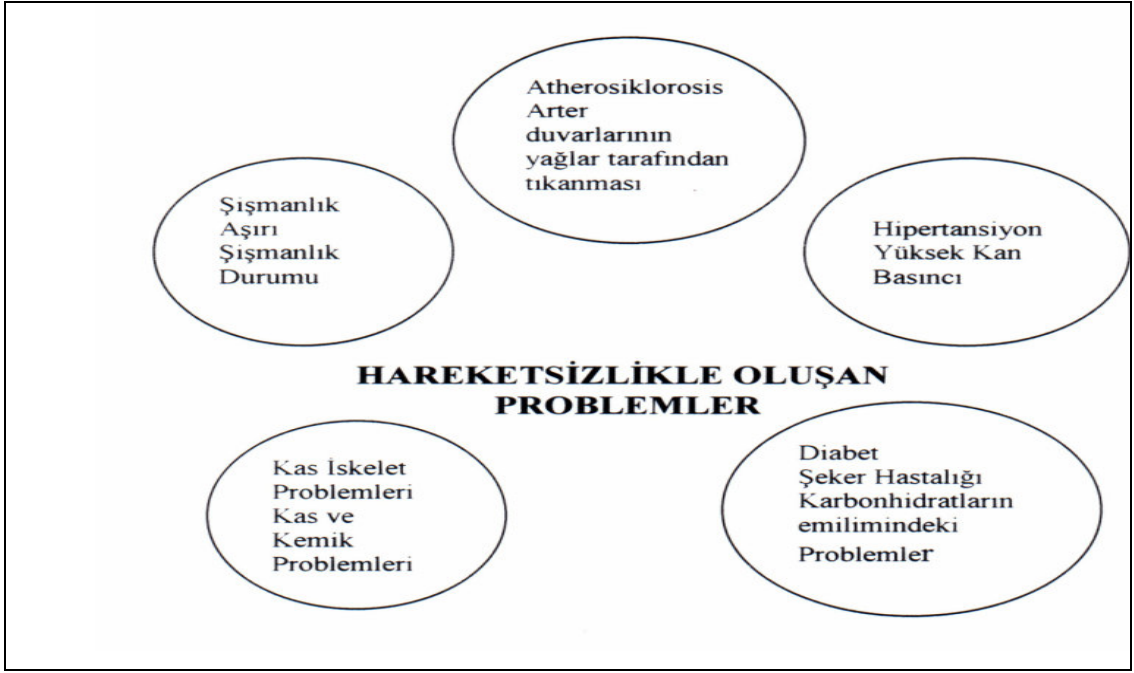 Atherosiklorosis
Arter
duvarlarının
yağlar tarafından
tıkanması
Şişmanlık
Aşırı
Şişmanlık
Durumu
Hipertansiyon
Yüksek Kan
Basıncı
HAREKETSİZLİKLE OLUŞAN
PROBLEMLER
Kas İskelet
Problemleri
Kas ve
Kemik
Problemleri
Diabet
Şeker Hastalığı
Karbonhidratların
emilimindeki
Problemler